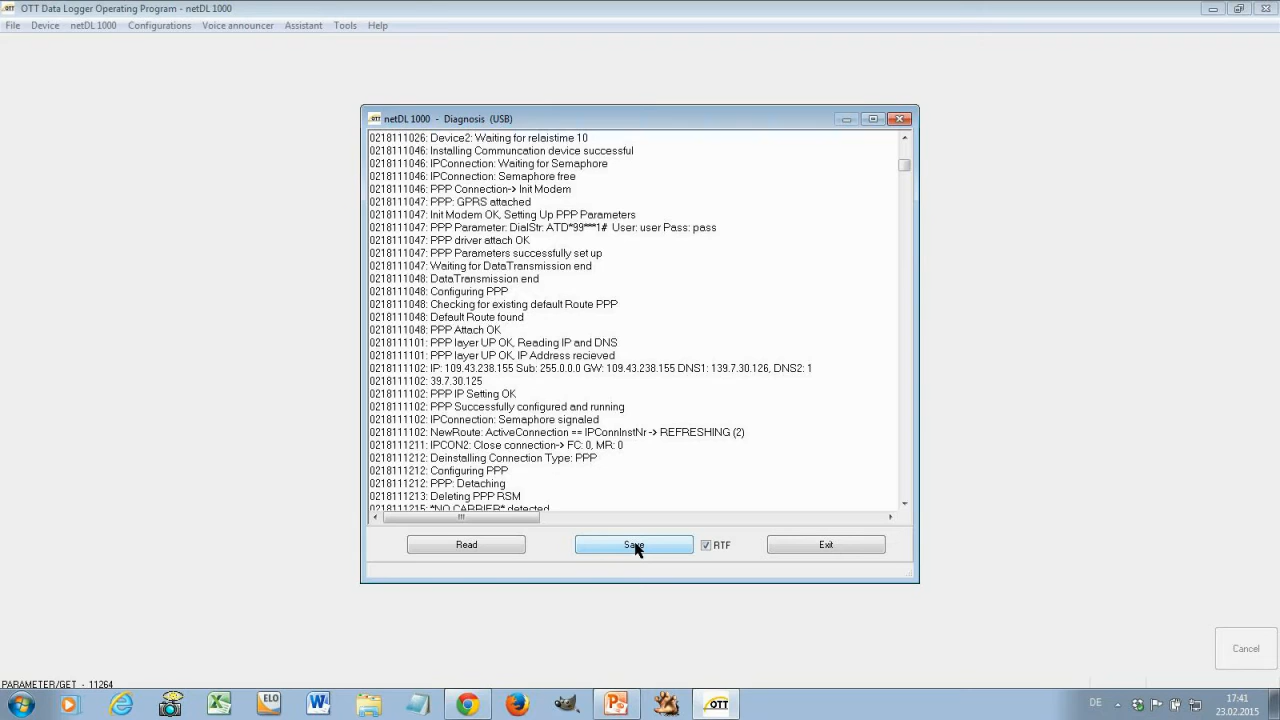 OTT Data Logger Operating Program - netDL 1000
File Device netDL 1000 Configurations Voice announcer Assistant Tools Help
netDL 1000 - Diagnosis (USB)
0218111026: Device2: Waiting for relaistime 10
0218111046: Installing Communcation device successful
0218111046: IPConnection: Waiting for Semaphore
0218111046: IPConnection: Semaphore free
0218111046: PPP Connection-> Init Modem
0218111047: PPP: GPRS attached
0218111047: Init Modem OK, Setting Up PPP Parameters
0218111047: PPP Parameter: DialStr: ATD*99***1# User: user Pass: pass
0218111047: PPP driver attach OK
0218111047: PPP Parameters successfully set up
0218111047: Waiting for DataTransmission end
0218111048: DataTransmission end
0218111048: Configuring PPP
0218111048: Checking for existing default Route PPP
0218111048: Default Route found
0218111048: PPP Attach OK
0218111101: PPP layer UP OK, Reading IP and DNS
0218111101: PPP layer UP OK, IP Address recieved
0218111102: IP: 109.43.238.155 Sub: 255.0.0.0 GW: 109.43.238.155 DNS1: 139.7.30.126, DNS2: 1
0218111102: 39.7.30.125
0218111102: PPP IP Setting OK
0218111102: PPP Successfully configured and running
0218111102: IPConnection: Semaphore signaled
0218111102: NewRoute: ActiveConnection == IPConnInstNr -> REFRESHING (2)
0218111211: IPCON2: Close connection-> FC: 0, MR: 0
0218111212: Deinstalling Connection Type: PPP
0218111212: Configuring PPP
0218111212: PPP: Detaching
0218111213: Deleting PPP RSM
0218111215: *NO CARRIER* detected
Read Save RTF Exit
Cancel
PARAMETER/GET - 11264
ELO
OTT
DE
17:41
23.02.2015